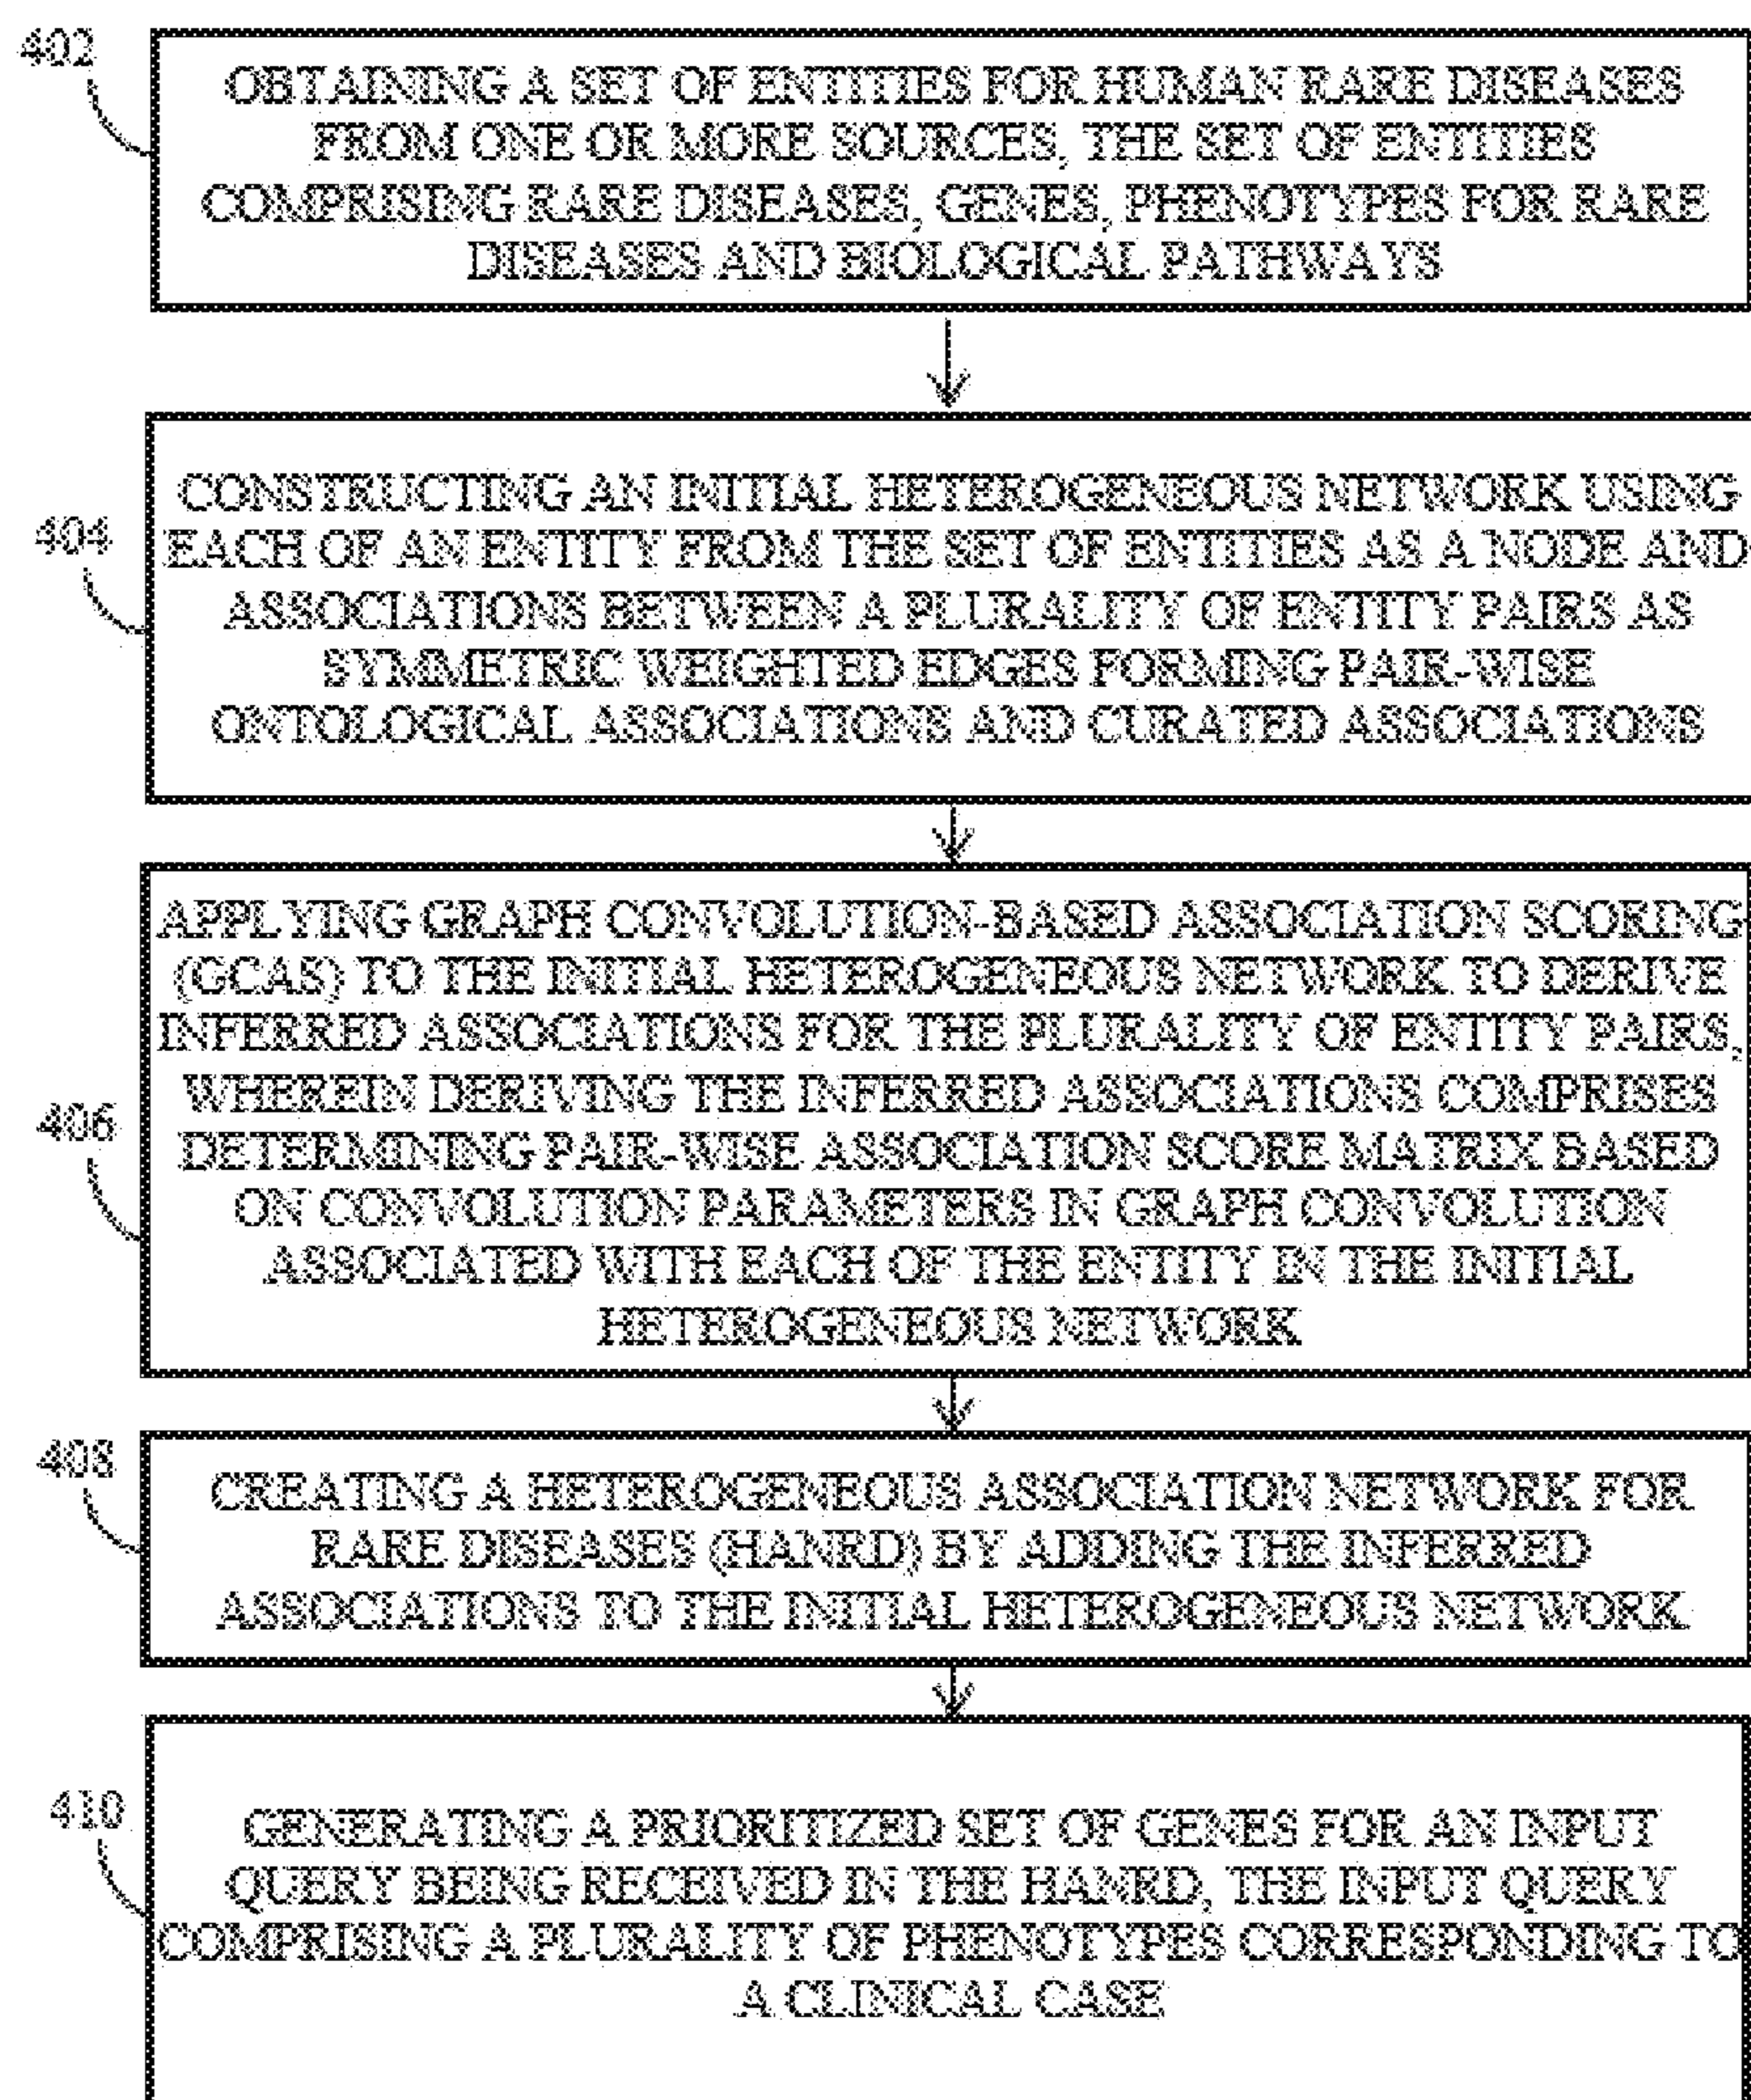 402
OBTAINING A SET OF ENTITIES FOR HUMAN RARE DISEASES
FROM ONE OR MORE SOURCES, THE SET OF ENTITIES
COMPRISING RARE DISEASES, GENES, PHENOTYPES FOR RARE
DISEASES AND BIOLOGICAL PATHWAYS
404
CONSTRUCTING AN INITIAL HETEROGENEOUS NETWORK USING
EACH OF AN ENTITY FROM THE SET OF ENTITIES AS A NODE AND
ASSOCIATIONS BETWEEN A PLURALITY OF ENTITY PAIRS AS
SYMMETRIC WEIGHTED EDGES FORMING PAIR-WISE
ONTOLOGICAL ASSOCIATIONS AND CURATED ASSOCIATIONS
406
APPLYING GRAPH CONVOLUTION-BASED ASSOCIATION SCORING
(GCAS) TO THE INITIAL HETEROGENEOUS NETWORK TO DERIVE
INFERRED ASSOCIATIONS FOR THE PLURALITY OF ENTITY PAIRS,
WHEREIN DERIVING THE INFERRED ASSOCIATIONS COMPRISES
DETERMINING PAIR-WISE ASSOCIATION SCORE MATRIX BASED
ON CONVOLUTION PARAMETERS IN GRAPH CONVOLUTION
ASSOCIATED WITH EACH OF THE ENTITY IN THE INITIAL
HETEROGENEOUS NETWORK
408
CREATING A HETEROGENEOUS ASSOCIATION NETWORK FOR
RARE DISEASES (HANRD) BY ADDING THE INFERRED
ASSOCIATIONS TO THE INITIAL HETEROGENEOUS NETWORK
410
GENERATING A PRIORITIZED SET OF GENES FOR AN INPUT
QUERY BEING RECEIVED IN THE HANRD, THE INPUT QUERY
COMPRISING A PLURALITY OF PHENOTYPES CORRESPONDING TO
A CLINICAL CASE